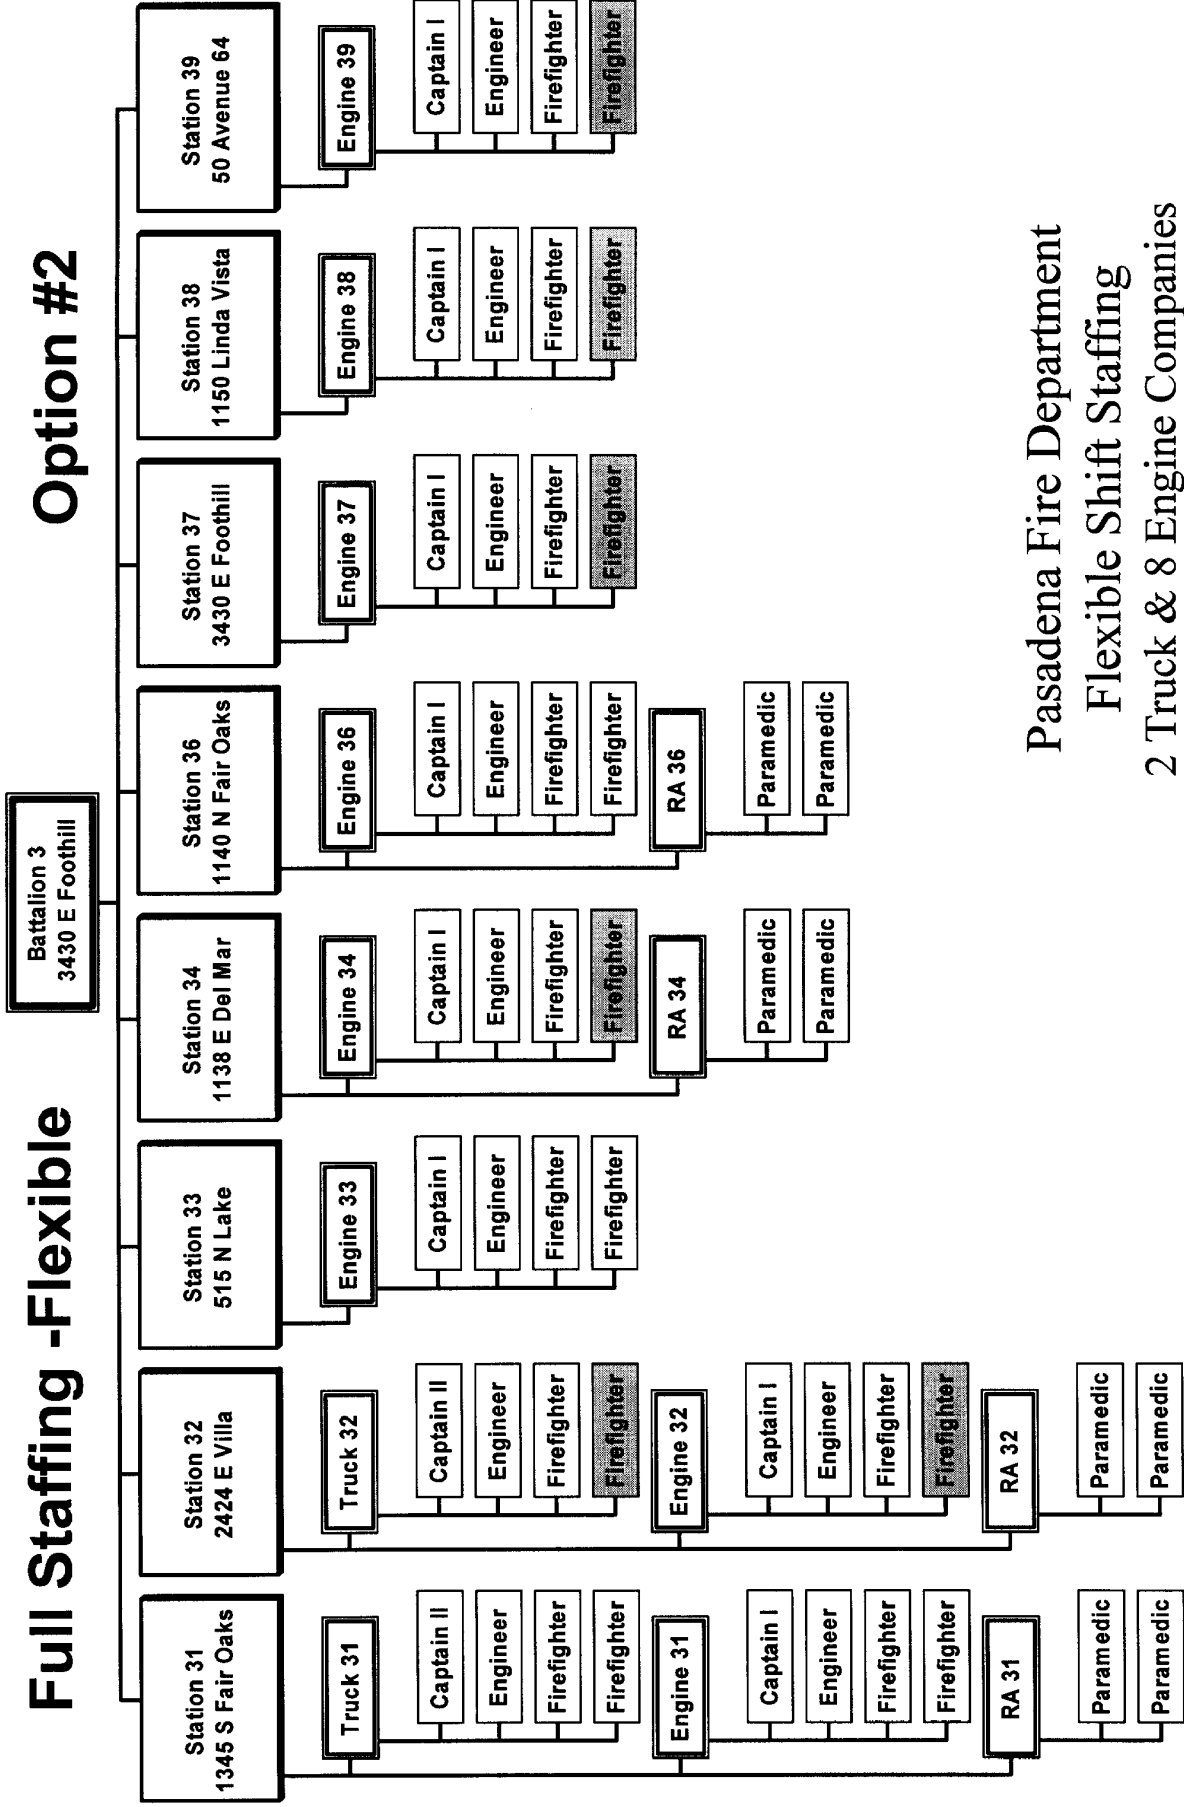 Full Staffing -Flexible
Option #2
Battalion 3
3430 E Foothill
Station 31
1345 S Fair Oaks
Truck 31
Captain II
Engineer
Firefighter
Firefighter
Engine 31
Captain I
Engineer
Firefighter
Firefighter
RA 31
Paramedic
Paramedic
Station 32
2424 E Villa
Truck 32
Captain II
Engineer
Firefighter
Firefighter
Engine 32
Captain I
Engineer
Firefighter
Firefighter
RA 32
Paramedic
Paramedic
Station 33
515 N Lake
Engine 33
Captain I
Engineer
Firefighter
Firefighter
Station 34
1138 E Del Mar
Engine 34
Captain I
Engineer
Firefighter
Firefighter
RA 34
Paramedic
Paramedic
Station 36
1140 N Fair Oaks
Engine 36
Captain I
Engineer
Firefighter
Firefighter
RA 36
Paramedic
Paramedic
Station 37
3430 E Foothill
Engine 37
Captain I
Engineer
Firefighter
Firefighter
Station 38
1150 Linda Vista
Engine 38
Captain I
Engineer
Firefighter
Firefighter
Station 39
50 Avenue 64
Engine 39
Captain I
Engineer
Firefighter
Firefighter
Pasadena Fire Department
Flexible Shift Staffing
2 Truck & 8 Engine Companies